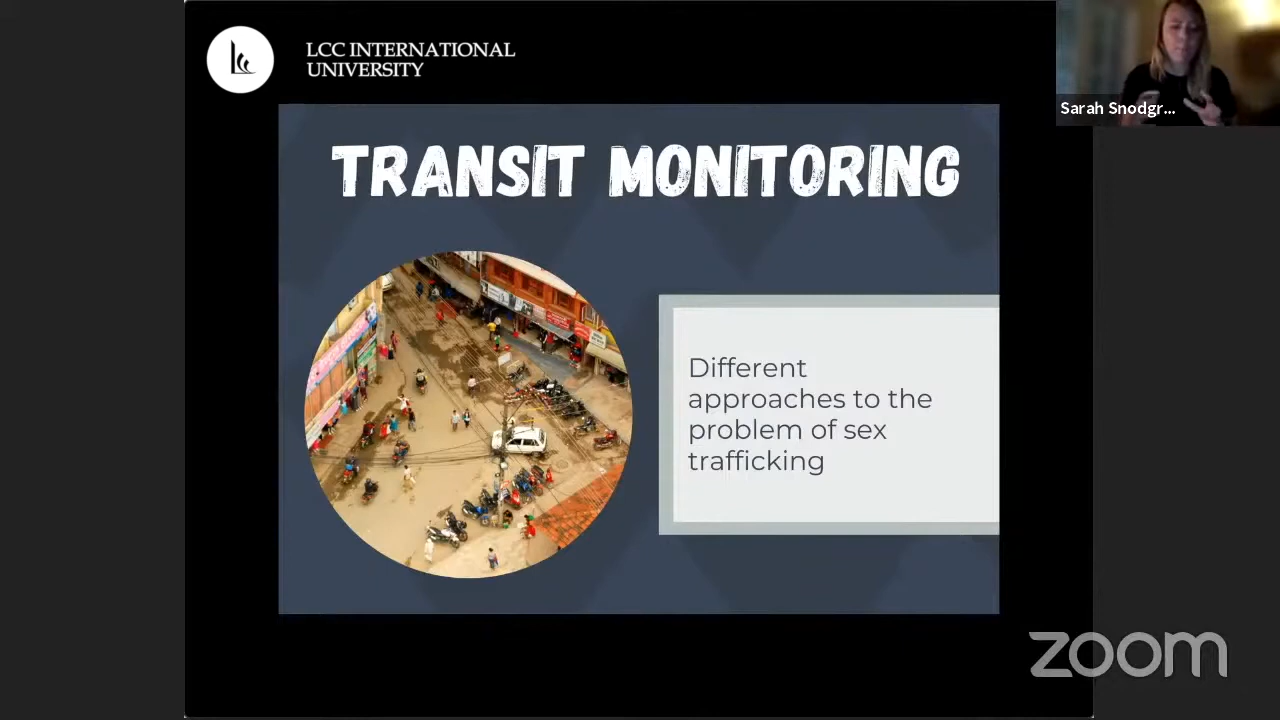 LCC INTERNATIONAL
UNIVERSITY
Sarah Snodgr...
TRANSIT MONITORING
Different
approaches to the
problem of sex
trafficking
zoom